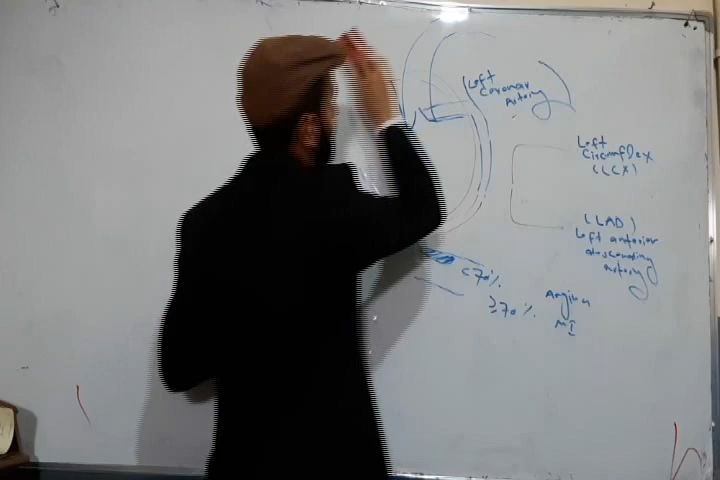 Left
Coronary
Artery
Left
Circumflex
(LCX)
(LAD)
Left anterior
descending
artery
<70%
≥70%
Angina
MI